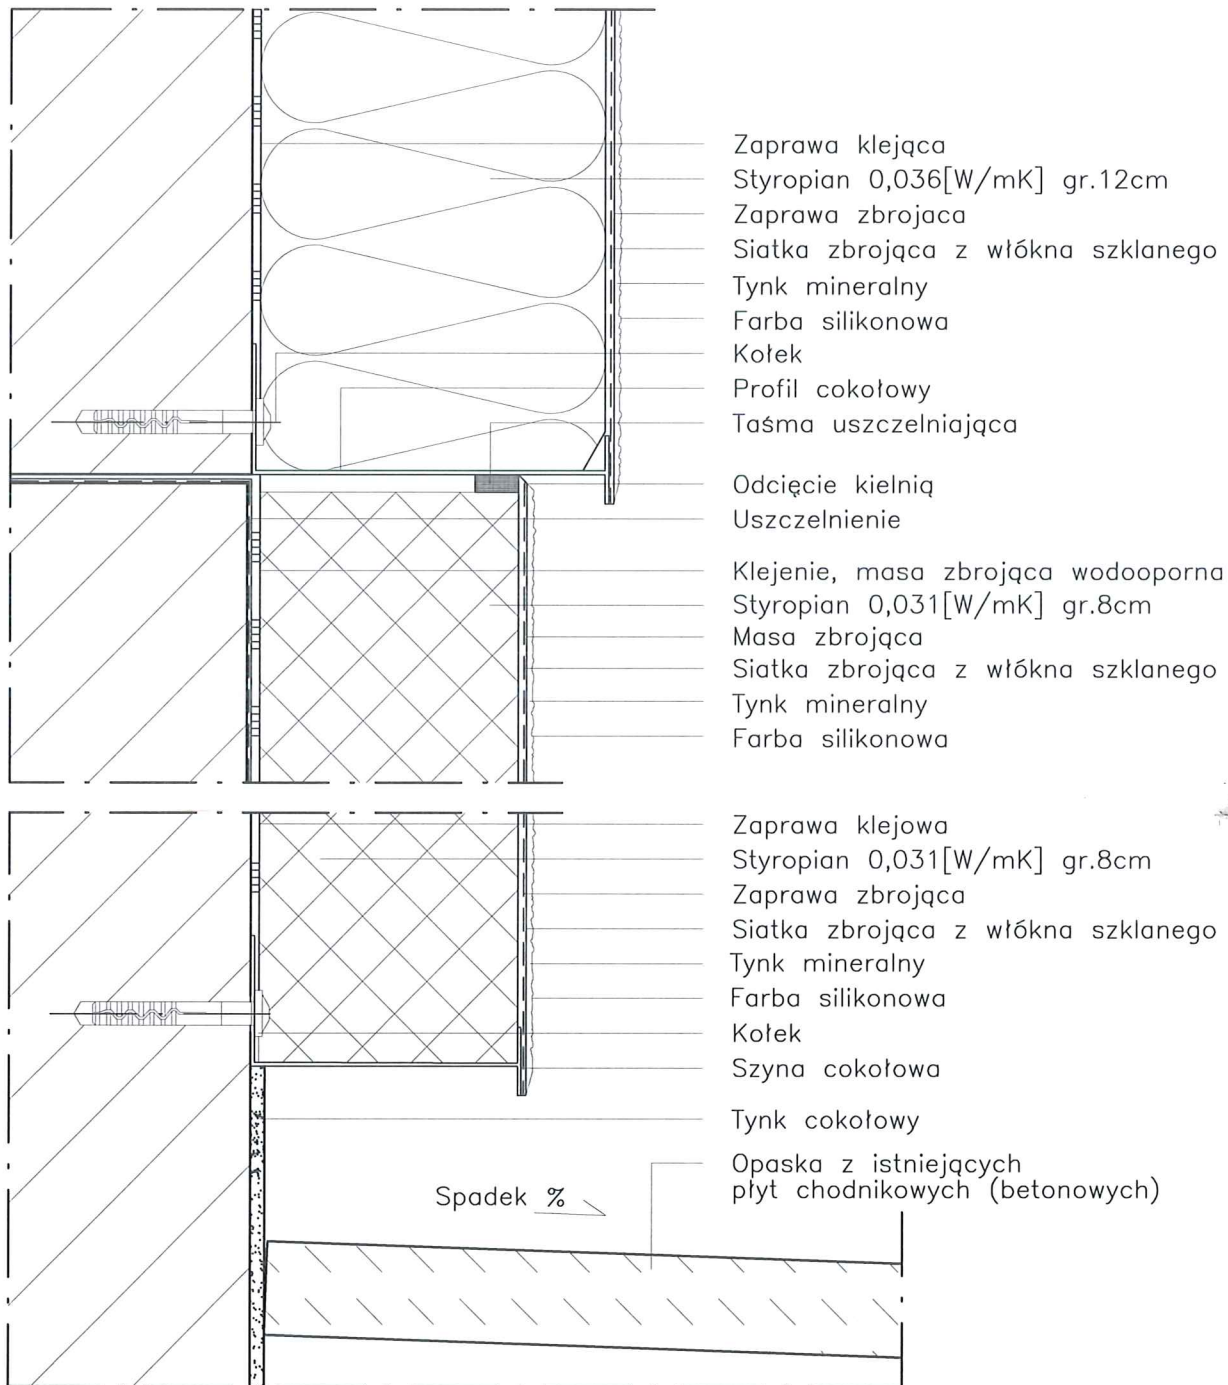 Zaprawa klejąca
Styropian 0,036[W/mK] gr.12cm
Zaprawa zbrojaca
Siatka zbrojąca z włókna szklanego
Tynk mineralny
Farba silikonowa
Kołek
Profil cokołowy
Taśma uszczelniająca
Odcięcie kielnią
Uszczelnienie
Klejenie, masa zbrojąca wodooporna
Styropian 0,031[W/mK] gr.8cm
Masa zbrojąca
Siatka zbrojąca z włókna szklanego
Tynk mineralny
Farba silikonowa
Zaprawa klejowa
Styropian 0,031[W/mK] gr.8cm
Zaprawa zbrojąca
Siatka zbrojąca z włókna szklanego
Tynk mineralny
Farba silikonowa
Kołek
Szyna cokołowa
Tynk cokołowy
Opaska z istniejących
płyt chodnikowych (betonowych)
Spadek %